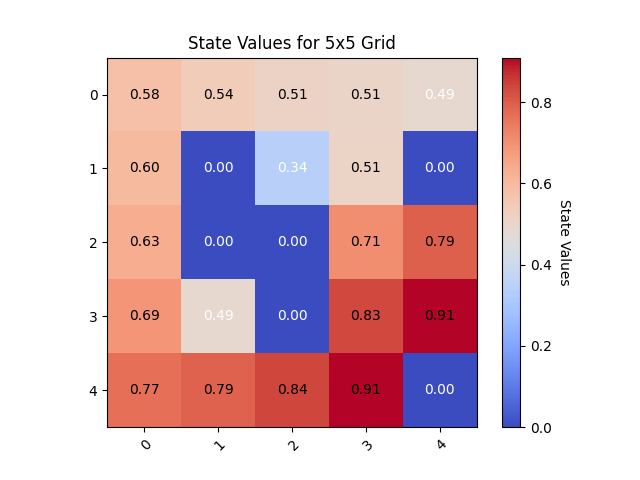 State Values for 5x5 Grid
0 0.58 0.54 0.51 0.51 0.49
1 0.60 0.00 0.34 0.51 0.00
2 0.63 0.00 0.00 0.71 0.79
3 0.69 0.49 0.00 0.83 0.91
4 0.77 0.79 0.84 0.91 0.00
0 1 2 3 4
0.8
0.6
0.4
0.2
0.0
State Values